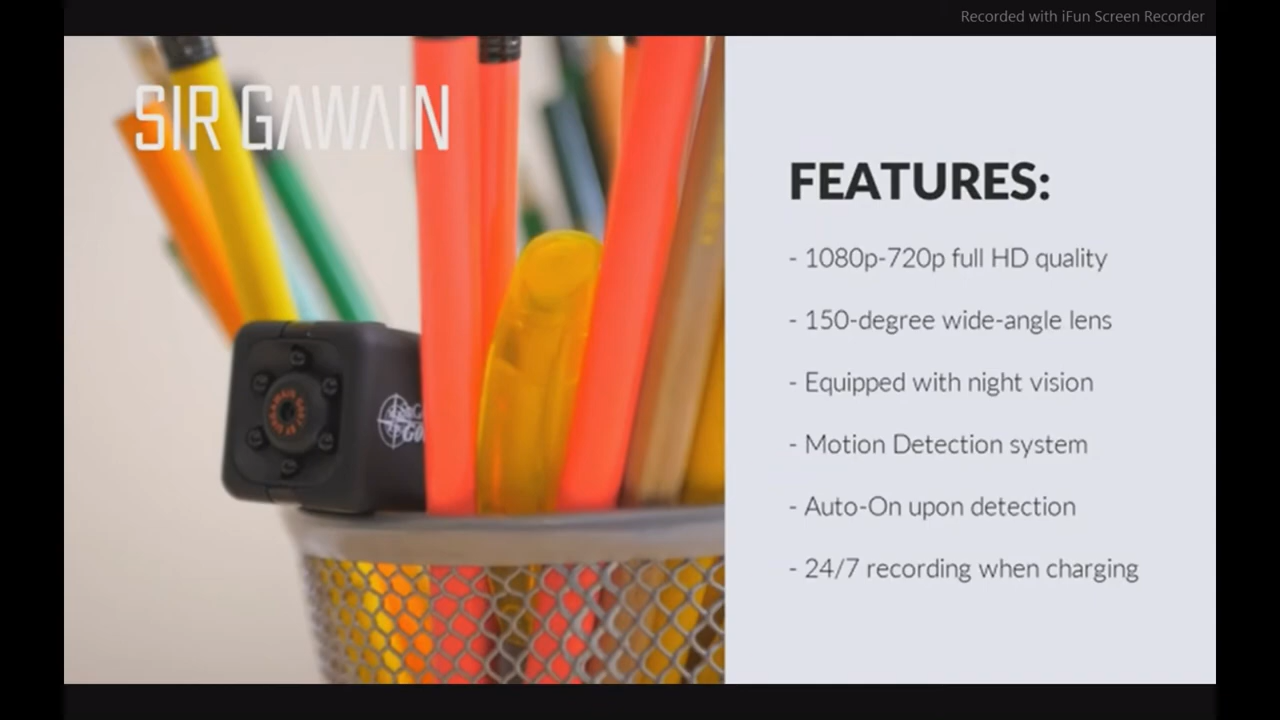 Recorded with iFun Screen Recorder
SIR GAWAIN
FEATURES:
- 1080p-720p full HD quality
- 150-degree wide-angle lens
- Equipped with night vision
- Motion Detection system
- Auto-On upon detection
- 24/7 recording when charging